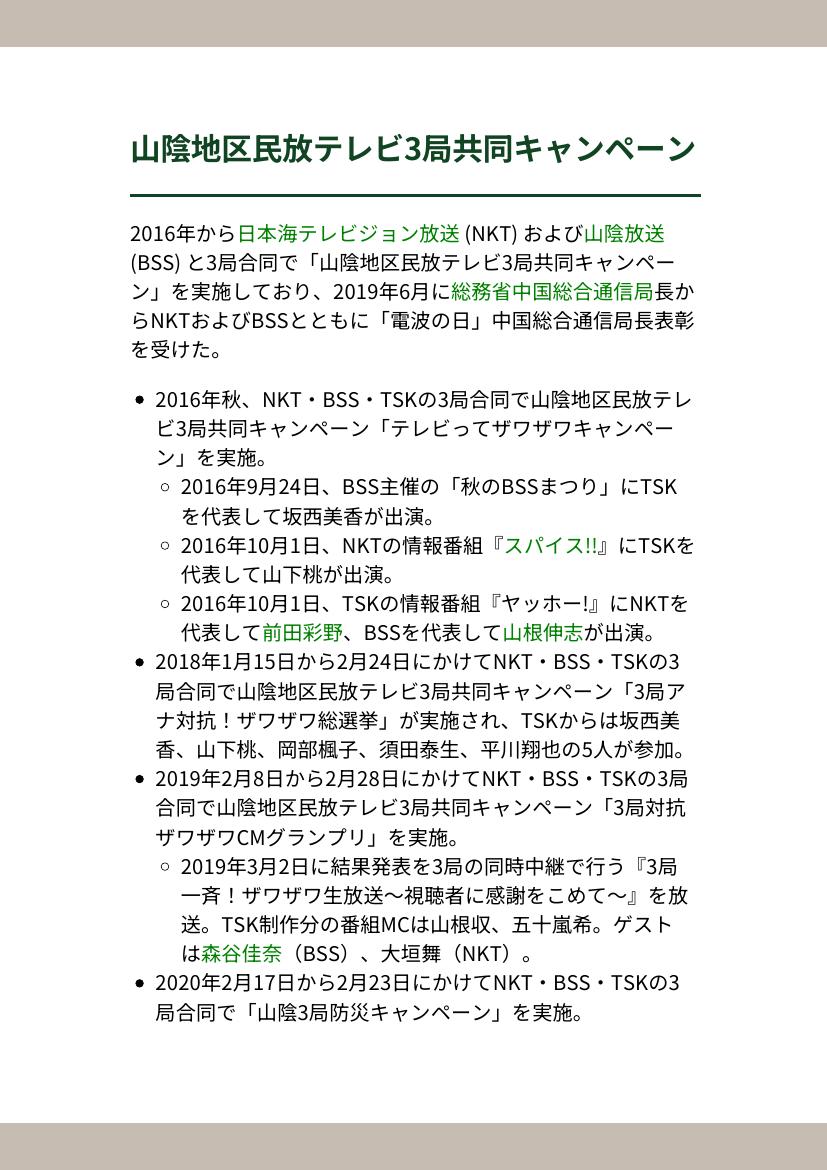 山陰地区民放テレビ3局共同キャンペーン
2016年から日本海テレビジョン放送 (NKT) および山陰放送
(BSS) と3局合同で「山陰地区民放テレビ3局共同キャンペー
ン」を実施しており、2019年6月に総務省中国総合通信局長か
らNKTおよびBSSとともに「電波の日」中国総合通信局長表彰
を受けた。
• 2016年秋、NKT・BSS・TSKの3局合同で山陰地区民放テレ
ビ3局共同キャンペーン「テレビってザワザワキャンペー
ン」を実施。
◦ 2016年9月24日、BSS主催の「秋のBSSまつり」にTSK
を代表して坂西美香が出演。
◦ 2016年10月1日、NKTの情報番組『スパイス!!』にTSKを
代表して山下桃が出演。
◦ 2016年10月1日、TSKの情報番組『ヤッホー!』にNKTを
代表して前田彩野、BSSを代表して山根伸志が出演。
• 2018年1月15日から2月24日にかけてNKT・BSS・TSKの3
局合同で山陰地区民放テレビ3局共同キャンペーン「3局ア
ナ対抗！ザワザワ総選挙」が実施され、TSKからは坂西美
香、山下桃、岡部楓子、須田泰生、平川翔也の5人が参加。
• 2019年2月8日から2月28日にかけてNKT・BSS・TSKの3局
合同で山陰地区民放テレビ3局共同キャンペーン「3局対抗
ザワザワCMグランプリ」を実施。
◦ 2019年3月2日に結果発表を3局の同時中継で行う『3局
一斉！ザワザワ生放送〜視聴者に感謝をこめて〜』を放
送。TSK制作分の番組MCは山根収、五十嵐希。ゲスト
は森谷佳奈（BSS）、大垣舞（NKT）。
• 2020年2月17日から2月23日にかけてNKT・BSS・TSKの3
局合同で「山陰3局防災キャンペーン」を実施。